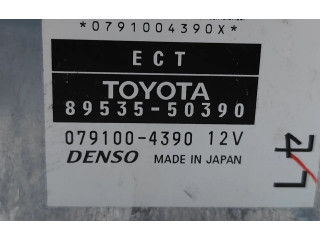 *0791004390X*
ECT
TOYOTA
89535-50390
079100-4390 12V
DENSO MADE IN JAPAN